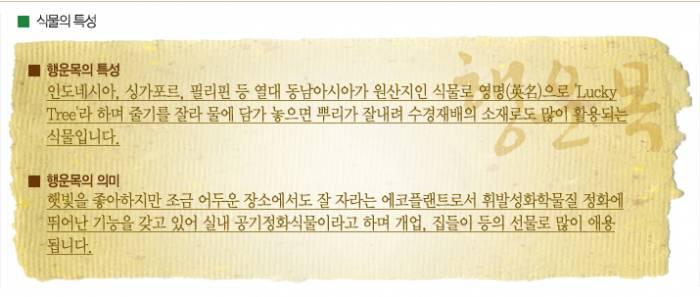 식물의 특성
행운목
행운목의 특성
인도네시아, 싱가포르, 필리핀 등 열대 동남아시아가 원산지인 식물로 영명(英名)으로 'Lucky
Tree'라 하며 줄기를 잘라 물에 담가 놓으면 뿌리가 잘내려 수경재배의 소재로도 많이 활용되는
식물입니다.
행운목의 의미
햇빛을 좋아하지만 조금 어두운 장소에서도 잘 자라는 에코플랜트로서 휘발성화학물질 정화에
뛰어난 기능을 갖고 있어 실내 공기정화식물이라고 하며 개업, 집들이 등의 선물로 많이 애용
됩니다.